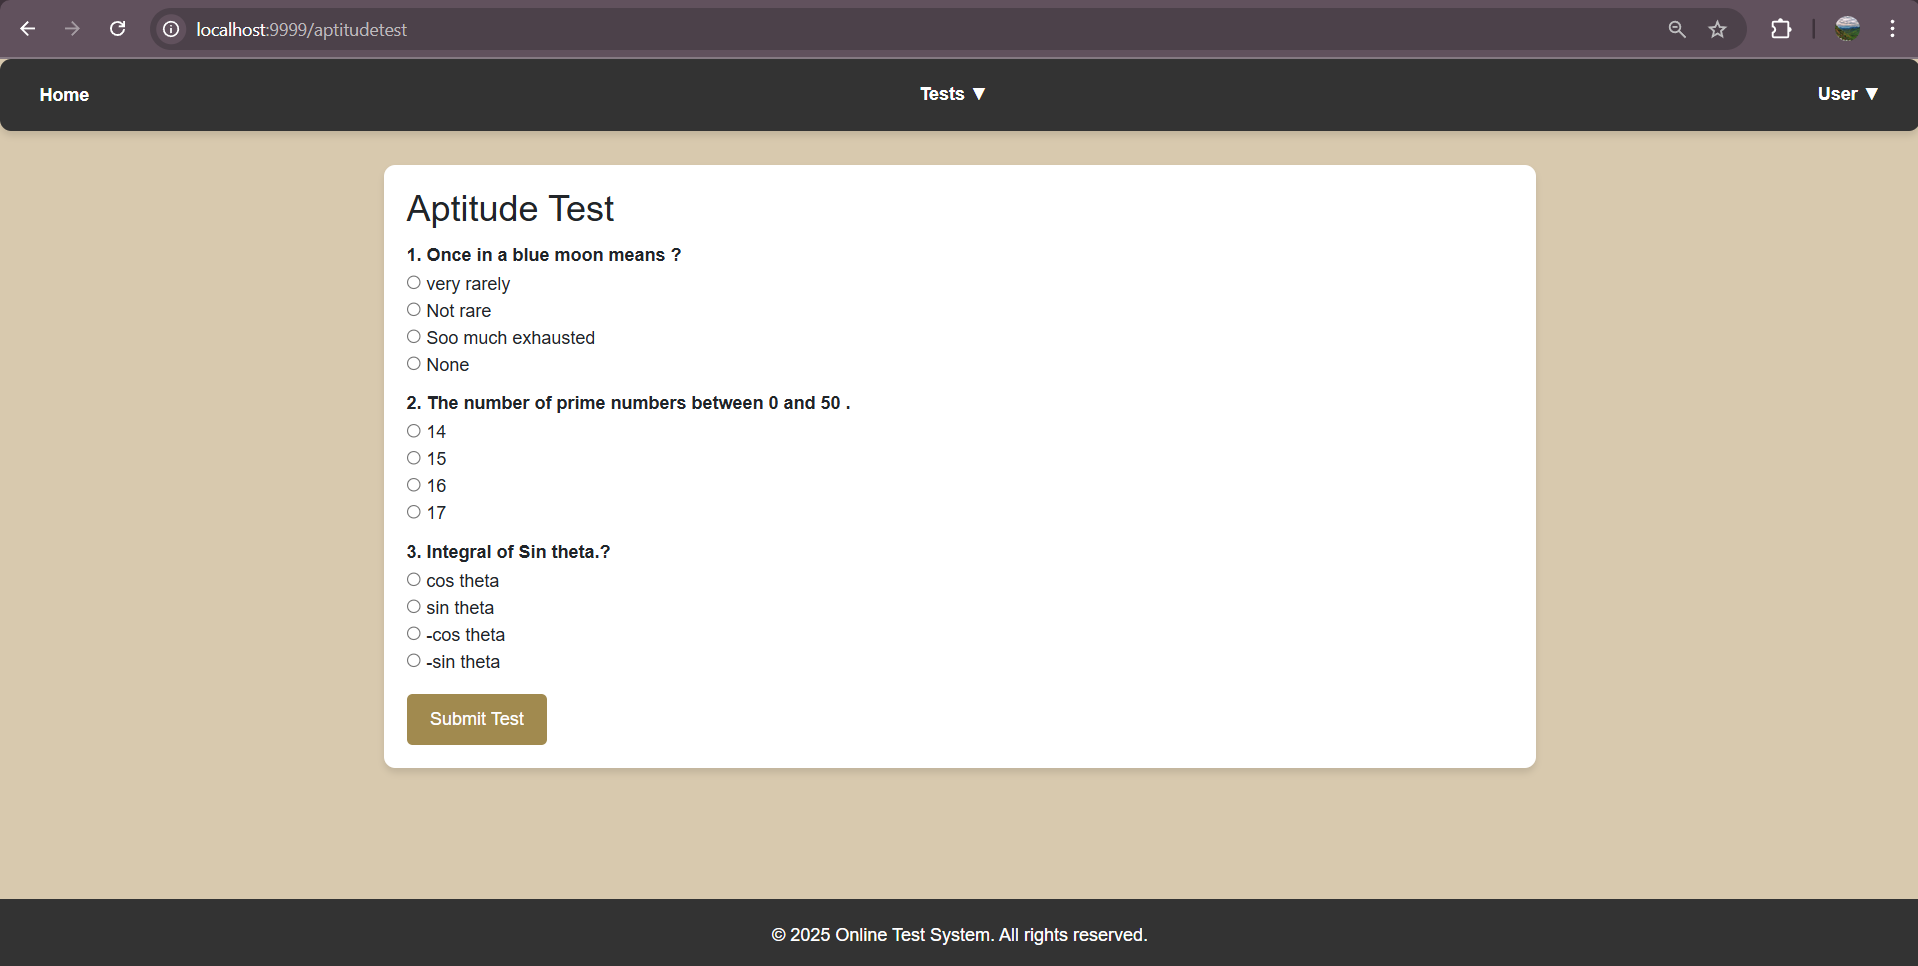 localhost:9999/aptitudetest
Home
Tests ▼
User ▼
Aptitude Test
1. Once in a blue moon means ?
very rarely
Not rare
Soo much exhausted
None
2. The number of prime numbers between 0 and 50 .
14
15
16
17
3. Integral of Sin theta.?
cos theta
sin theta
-cos theta
-sin theta
Submit Test
© 2025 Online Test System. All rights reserved.